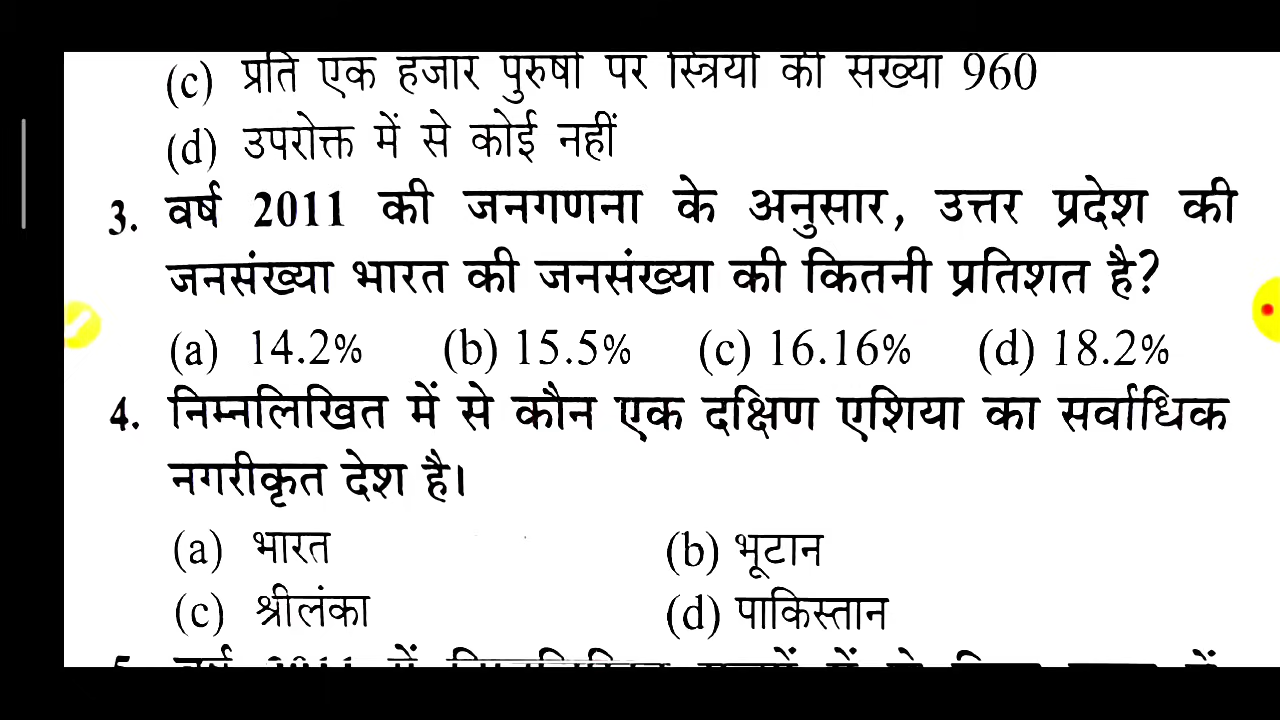 (c) प्रति एक हजार पुरुषों पर स्त्रियों की संख्या 960
(d) उपरोक्त में से कोई नहीं
3. वर्ष 2011 की जनगणना के अनुसार, उत्तर प्रदेश की
जनसंख्या भारत की जनसंख्या की कितनी प्रतिशत है?
(a) 14.2% (b) 15.5% (c) 16.16% (d) 18.2%
4. निम्नलिखित में से कौन एक दक्षिण एशिया का सर्वाधिक
नगरीकृत देश है।
(a) भारत (b) भूटान
(c) श्रीलंका (d) पाकिस्तान